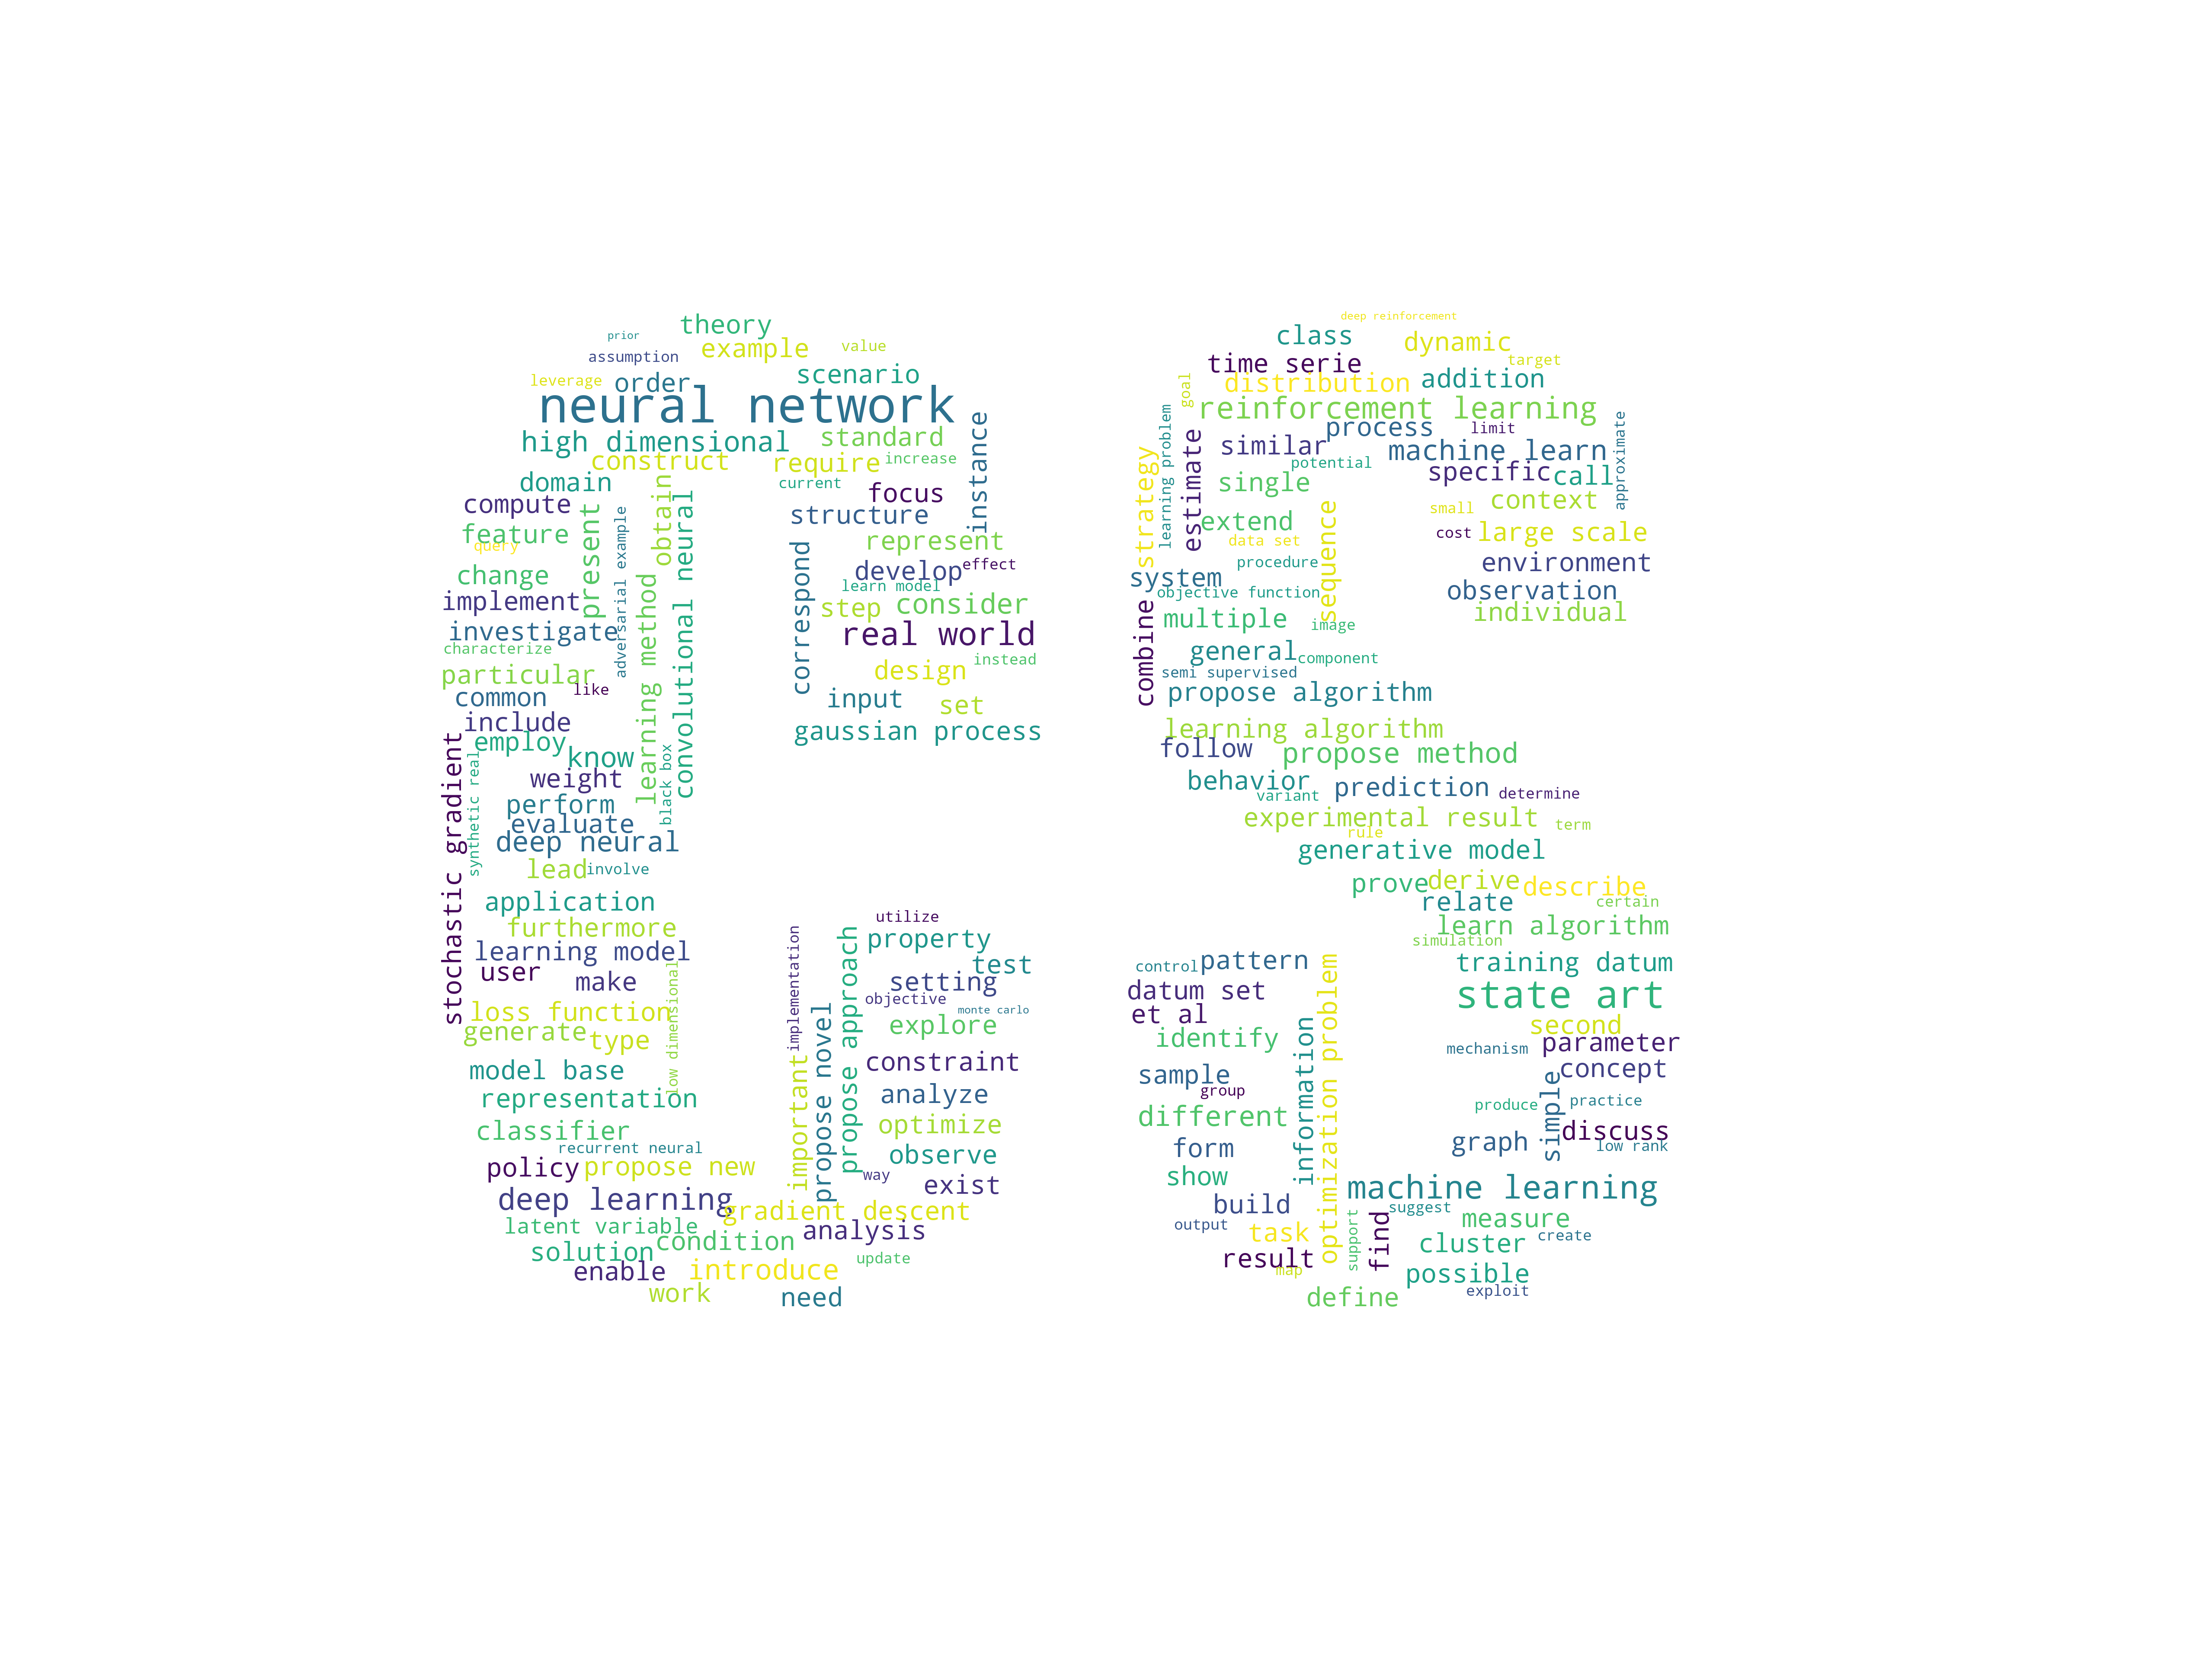 theory
prior
example
value
assumption
scenario
leverage
order
neural network
high dimensional
standard
instance
construct
require
increase
domain
current
focus
compute
obtain
convolutional neural
present
adversarial example
structure
feature
query
represent
correspond
develop
effect
change
learn model
implement
step
consider
learning method
investigate
real world
characterize
instead
particular
design
like
common
input
set
include
gaussian process
employ
know
stochastic gradient
synthetic real
black box
weight
perform
evaluate
deep neural
lead
involve
application
utilize
furthermore
property
implementation
propose approach
learning model
test
user
make
setting
low dimensional
objective
loss function
monte carlo
generate
type
propose novel
explore
important
constraint
model base
analyze
representation
optimize
classifier
recurrent neural
observe
policy
propose new
way
exist
deep learning
gradient descent
latent variable
analysis
solution
condition
update
enable
introduce
work
need
deep reinforcement
class
dynamic
time serie
target
goal
distribution
addition
reinforcement learning
learning problem
process
limit
approximate
strategy
estimate
similar
machine learn
potential
specific
call
single
context
small
sequence
extend
cost
large scale
data set
procedure
environment
system
objective function
observation
combine
multiple
image
individual
general
component
semi supervised
propose algorithm
learning algorithm
follow
propose method
behavior
variant
prediction
determine
experimental result
term
rule
generative model
prove
derive
describe
relate
certain
learn algorithm
simulation
control
pattern
optimization problem
training datum
datum set
state art
et al
information
second
identify
parameter
mechanism
sample
concept
group
simple
produce
practice
different
discuss
form
graph
low rank
show
machine learning
build
suggest
output
task
support
find
measure
result
cluster
create
map
possible
define
exploit